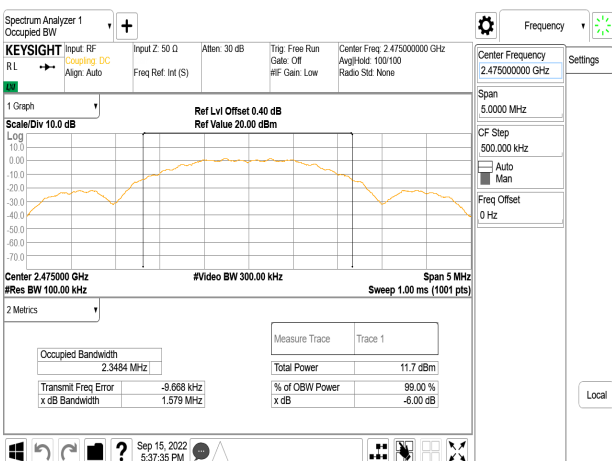 Spectrum Analyzer 1
Occupied BW
Frequency
KEYSIGHT
R L
LNI
Input: RF
Coupling: DC
Align: Auto
Input Z: 50 Ω
Freq Ref: Int (S)
Atten: 30 dB
Trig: Free Run
Gate: Off
#IF Gain: Low
Center Freq: 2.475000000 GHz
Avg|Hold: 100/100
Radio Std: None
Center Frequency
2.475000000 GHz
Settings
Span
5.0000 MHz
CF Step
500.000 kHz
Auto
Man
Freq Offset
0 Hz
Local
1 Graph
Scale/Div 10.0 dB
Ref Lvl Offset 0.40 dB
Ref Value 20.00 dBm
Log
10.0
0.00
-10.0
-20.0
-30.0
-40.0
-50.0
-60.0
-70.0
Center 2.475000 GHz
#Video BW 300.00 kHz
Span 5 MHz
#Res BW 100.00 kHz
Sweep 1.00 ms (1001 pts)
2 Metrics
Measure Trace
Trace 1
Occupied Bandwidth
2.3484 MHz
Total Power
11.7 dBm
Transmit Freq Error
-9.668 kHz
% of OBW Power
99.00 %
x dB Bandwidth
1.579 MHz
x dB
-6.00 dB
?
Sep 15, 2022
5:37:35 PM